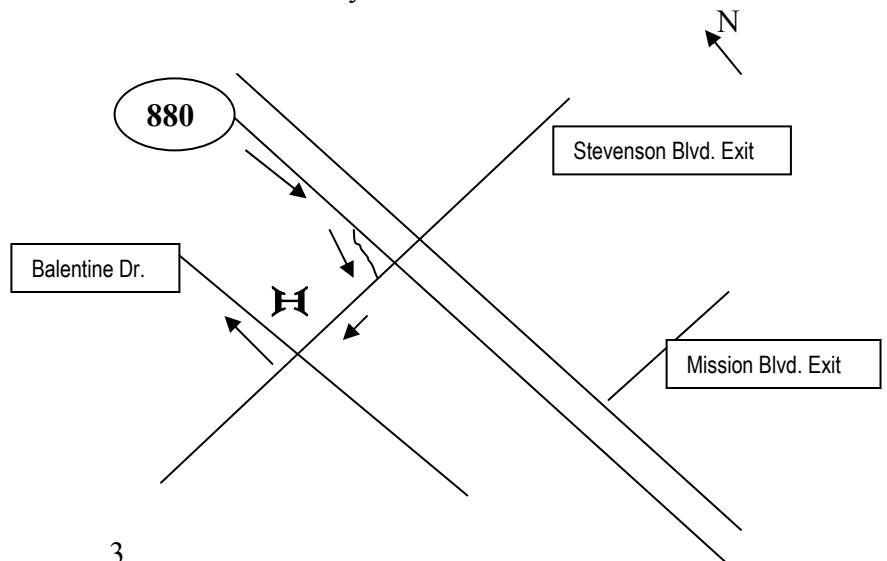 N
880
Stevenson Blvd. Exit
Balentine Dr.
H
Mission Blvd. Exit
3